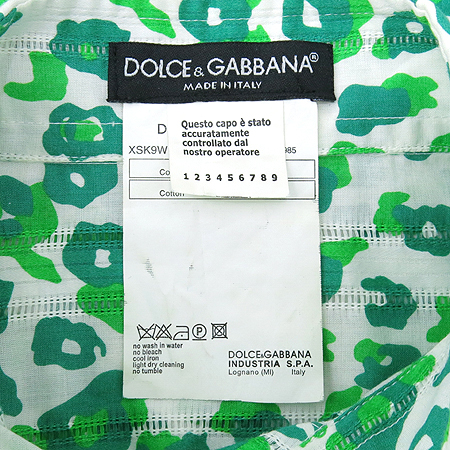 DOLCE&GABBANA®
MADE IN ITALY
D
Questo capo è stato
accuratamente
controllato dal
nostro operatore
XSK9W
985
1 2 3 4 5 6 7 8 9
Co
Cotton
no wash in water
no bleach
cool iron
light dry cleaning
no tumble
DOLCE&GABBANA
INDUSTRIA S.P.A.
Legnano (MI) Italy